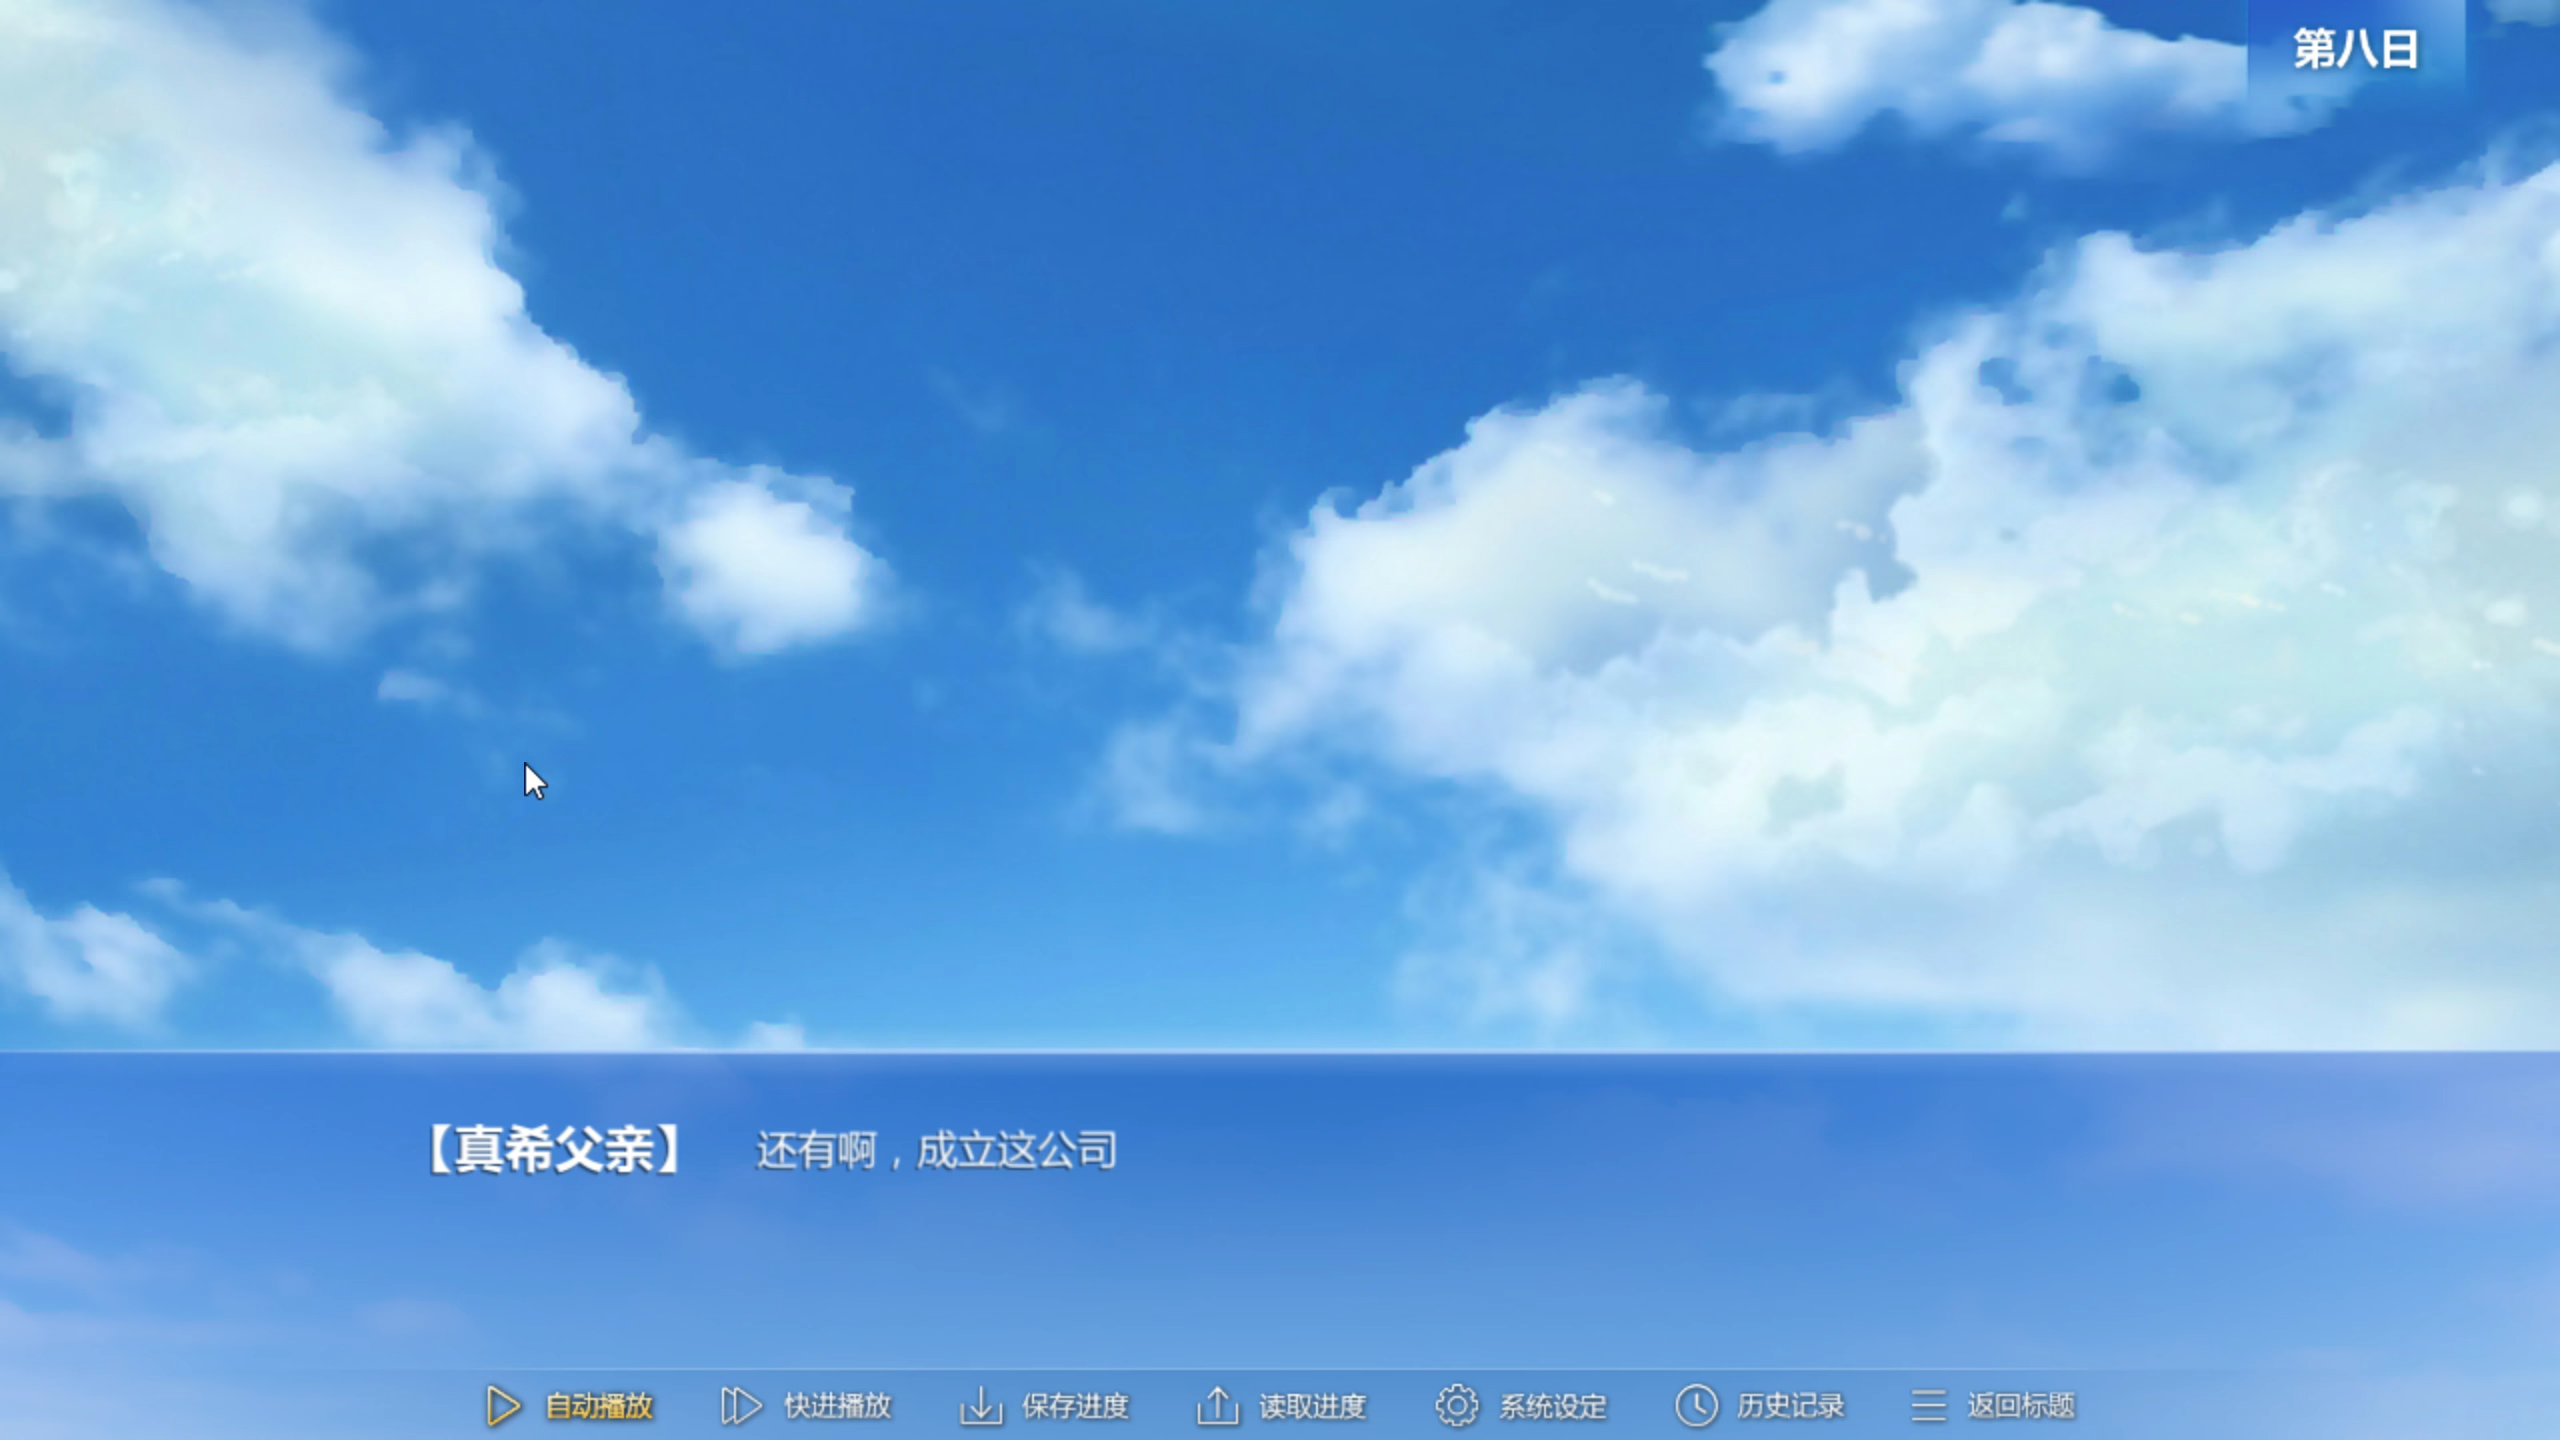 第八日
【真希父亲】 还有啊，成立这公司
自动播放 快进播放 保存进度 读取进度 系统设定 历史记录 返回标题